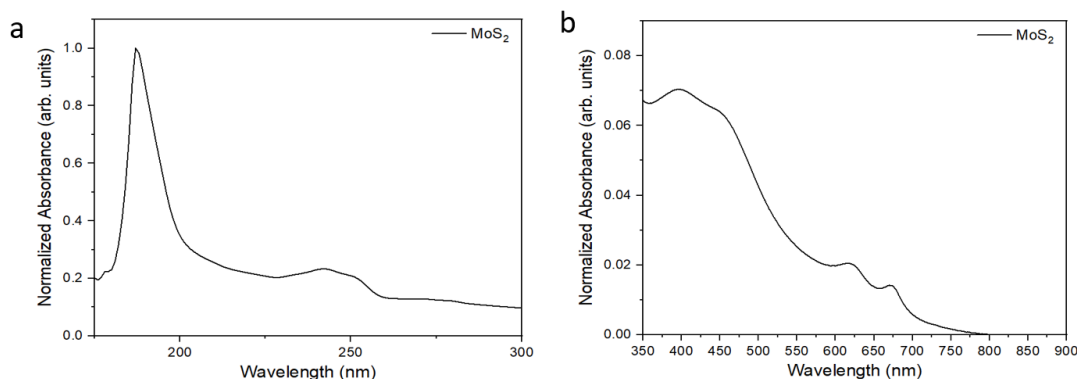 a
MoS₂
Normalized Absorbance (arb. units)
1.0
0.8
0.6
0.4
0.2
0.0
200 250 300
Wavelength (nm)
b
MoS₂
Normalized Absorbance (arb. units)
0.08
0.06
0.04
0.02
0.00
350 400 450 500 550 600 650 700 750 800 850 900
Wavelength (nm)